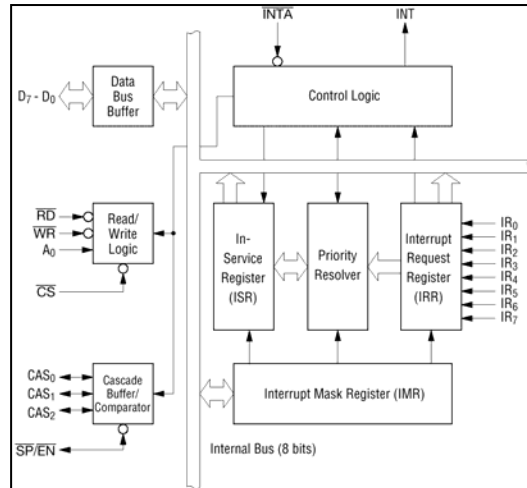 INTA
INT
D7 - D0
Data
Bus
Buffer
Control Logic
RD
WR
A0
CS
Read/
Write
Logic
In-
Service
Register
(ISR)
Priority
Resolver
Interrupt
Request
Register
(IRR)
IR0
IR1
IR2
IR3
IR4
IR5
IR6
IR7
CAS0
CAS1
CAS2
SP/EN
Cascade
Buffer/
Comparator
Interrupt Mask Register (IMR)
Internal Bus (8 bits)